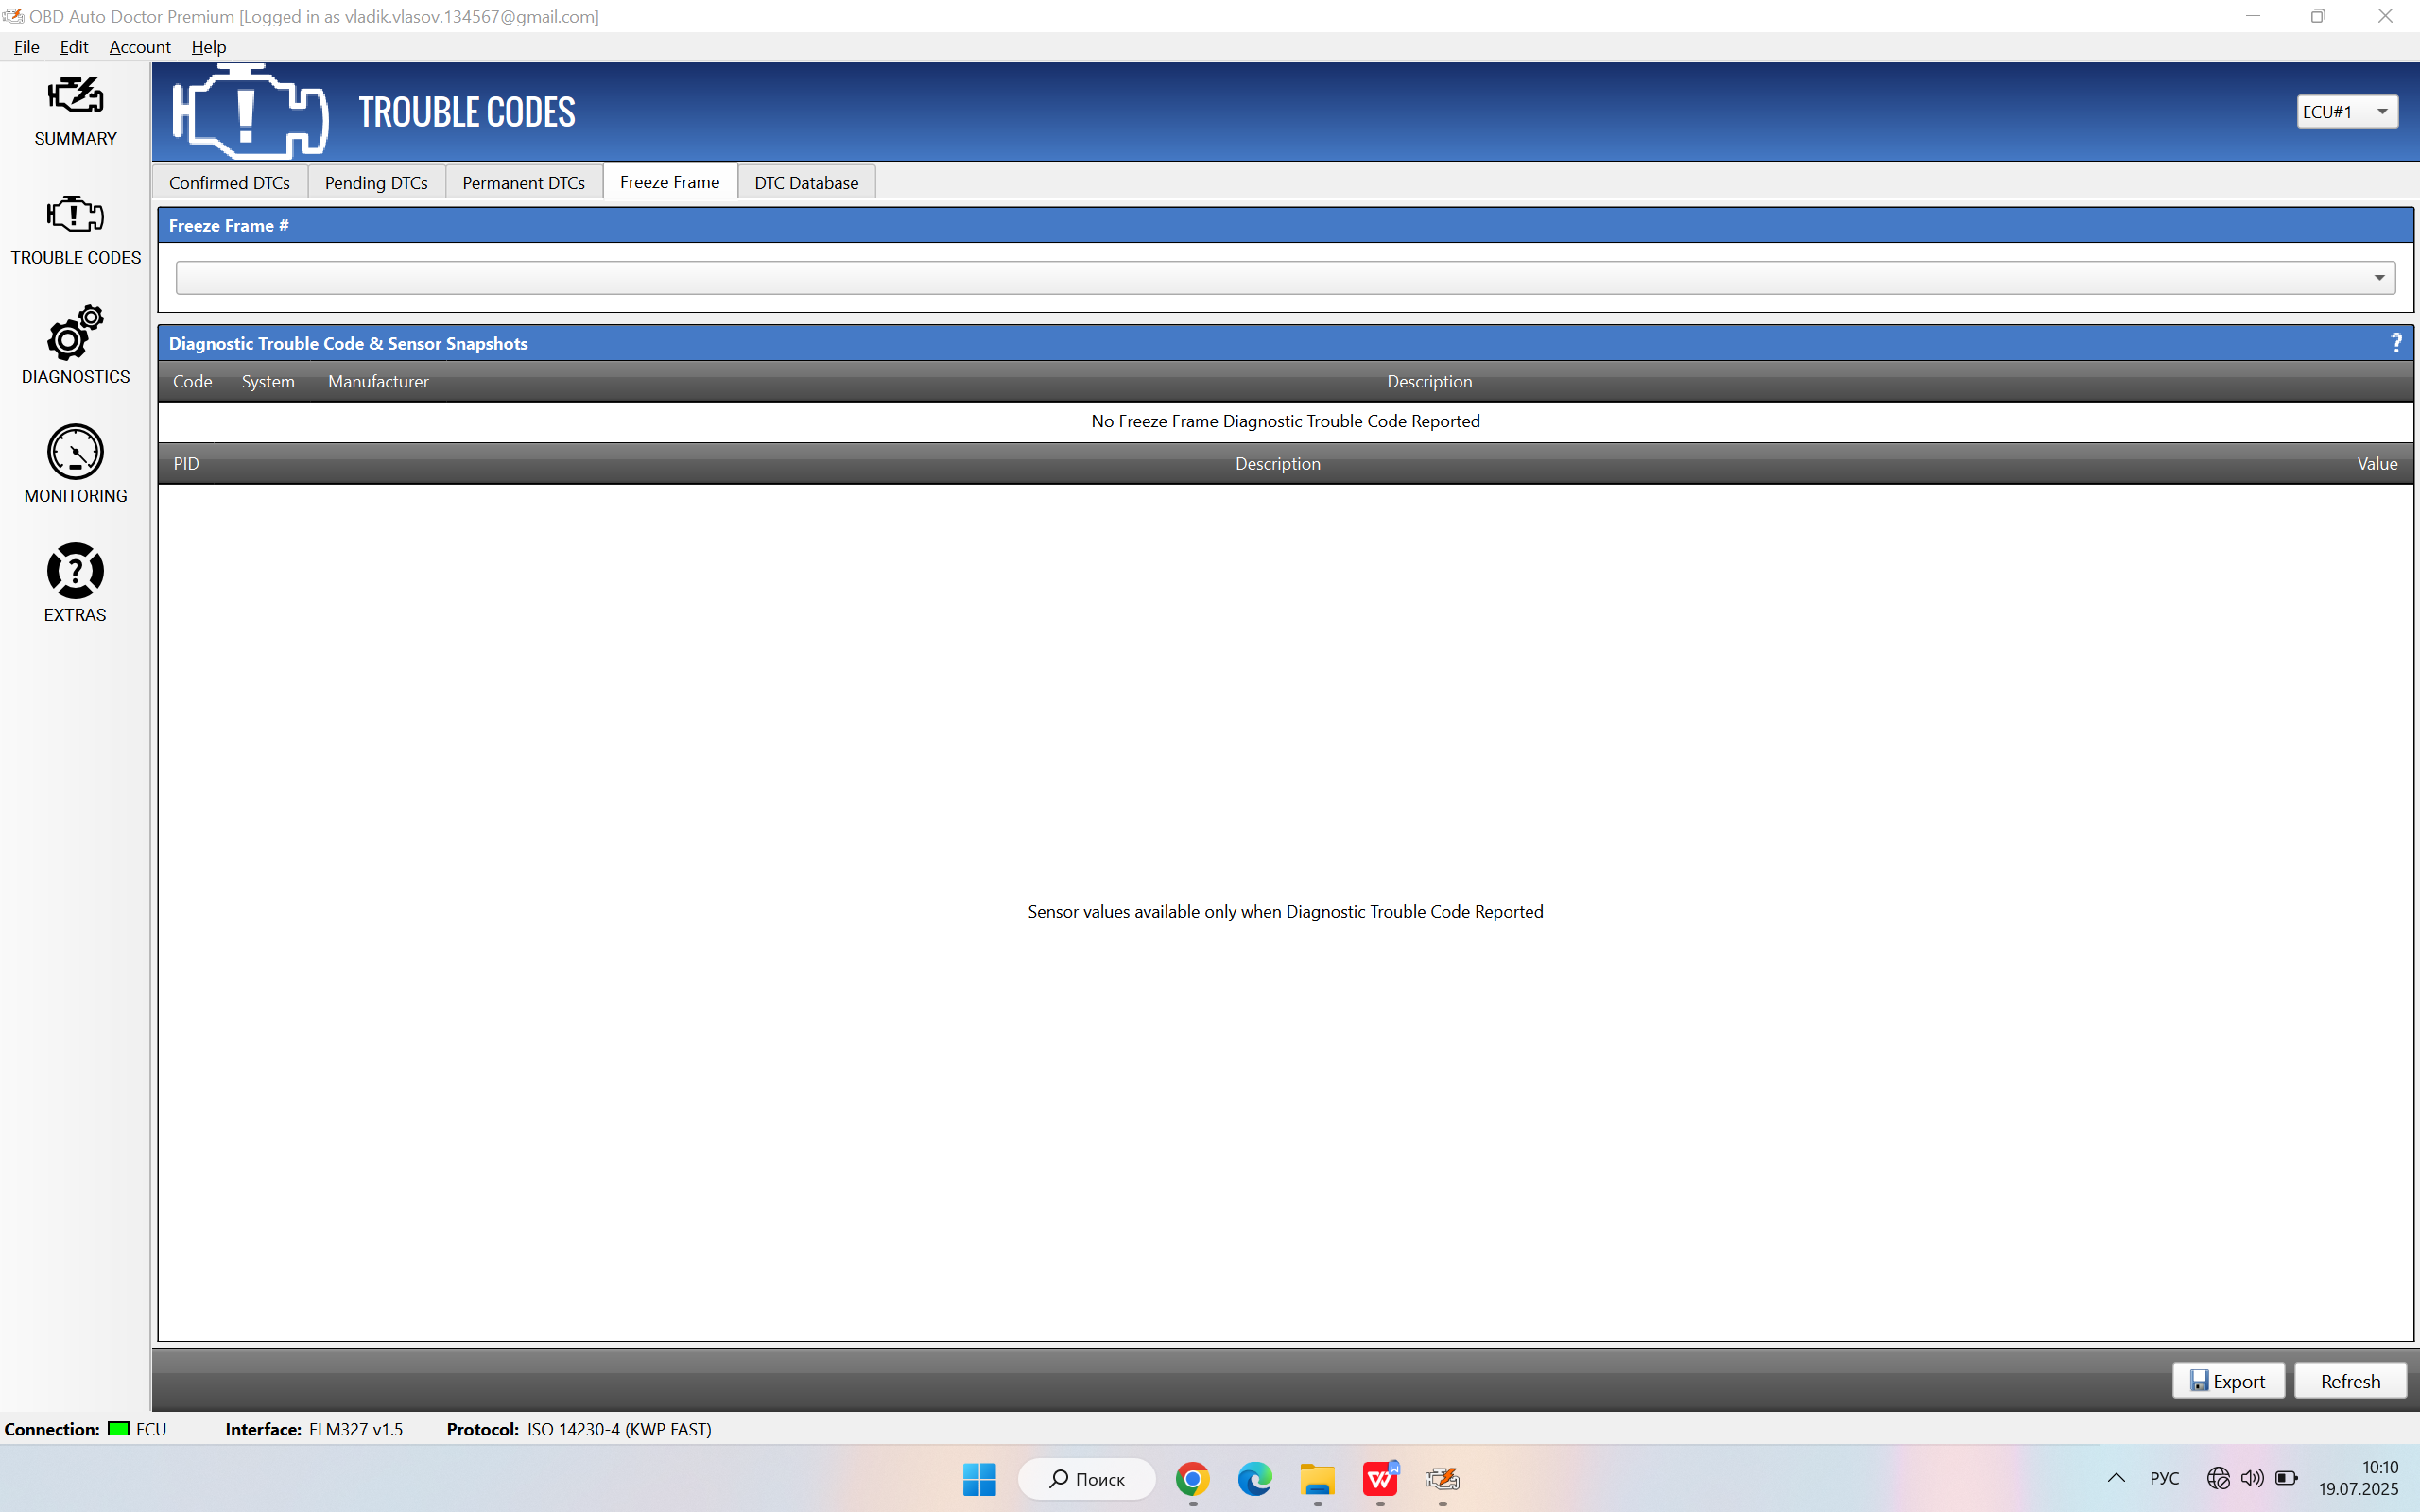 OBD Auto Doctor Premium [Logged in as vladik.vlasov.134567@gmail.com]
File Edit Account Help
SUMMARY
TROUBLE CODES
DIAGNOSTICS
MONITORING
EXTRAS
TROUBLE CODES
ECU#1
Confirmed DTCs Pending DTCs Permanent DTCs Freeze Frame DTC Database
Freeze Frame #
Diagnostic Trouble Code & Sensor Snapshots ?
Code System Manufacturer Description
No Freeze Frame Diagnostic Trouble Code Reported
PID Description Value
Sensor values available only when Diagnostic Trouble Code Reported
Export Refresh
Connection: ECU Interface: ELM327 v1.5 Protocol: ISO 14230-4 (KWP FAST)
Поиск
РУС
10:10
19.07.2025